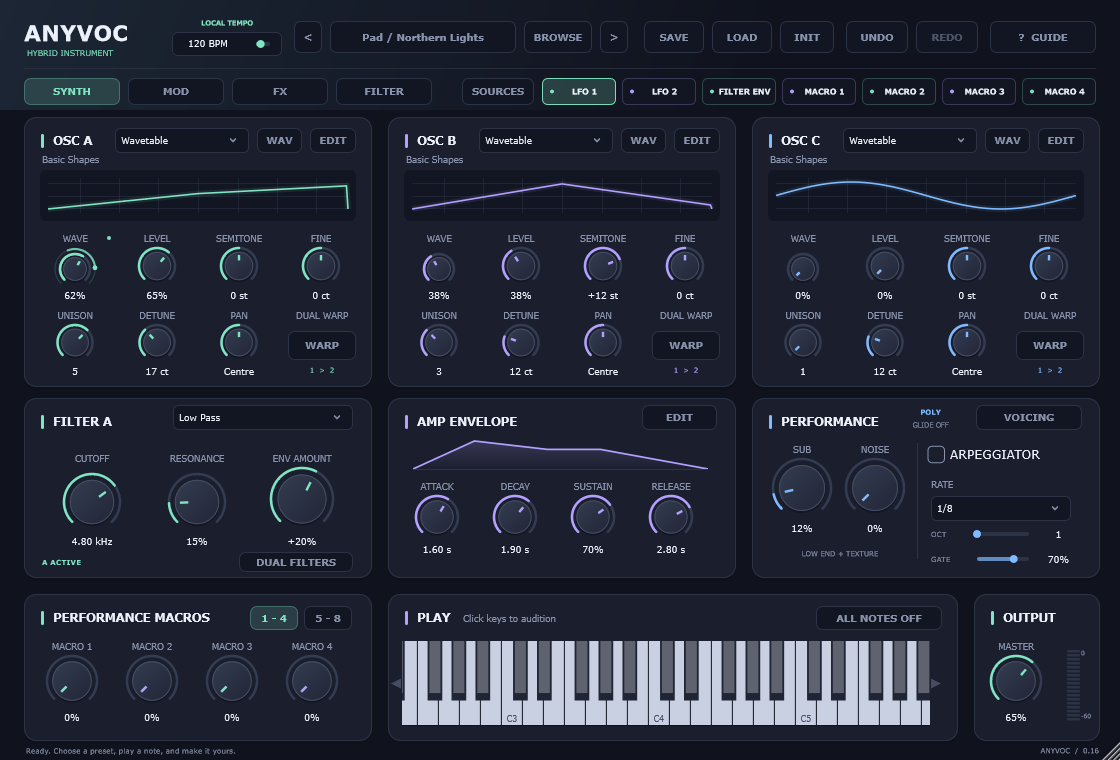 ANYVOC
HYBRID INSTRUMENT
LOCAL TEMPO
120 BPM
<
Pad / Northern Lights
BROWSE
>
SAVE
LOAD
INIT
UNDO
REDO
? GUIDE
SYNTH
MOD
FX
FILTER
SOURCES
LFO 1
LFO 2
FILTER ENV
MACRO 1
MACRO 2
MACRO 3
MACRO 4
OSC A
Wavetable
WAV
EDIT
Basic Shapes
WAVE
LEVEL
SEMITONE
FINE
62%
65%
0 st
0 ct
UNISON
DETUNE
PAN
DUAL WARP
WARP
5
17 ct
Centre
1 > 2
OSC B
Wavetable
WAV
EDIT
Basic Shapes
WAVE
LEVEL
SEMITONE
FINE
38%
38%
+12 st
0 ct
UNISON
DETUNE
PAN
DUAL WARP
WARP
3
12 ct
Centre
1 > 2
OSC C
Wavetable
WAV
EDIT
Basic Shapes
WAVE
LEVEL
SEMITONE
FINE
0%
0%
0 st
0 ct
UNISON
DETUNE
PAN
DUAL WARP
WARP
1
12 ct
Centre
1 > 2
FILTER A
Low Pass
CUTOFF
RESONANCE
ENV AMOUNT
4.80 kHz
15%
+20%
A ACTIVE
DUAL FILTERS
AMP ENVELOPE
EDIT
ATTACK
DECAY
SUSTAIN
RELEASE
1.60 s
1.90 s
70%
2.80 s
PERFORMANCE
POLY
GLIDE OFF
VOICING
SUB
NOISE
12%
0%
LOW END + TEXTURE
ARPEGGIATOR
RATE
1/8
OCT
1
GATE
70%
PERFORMANCE MACROS
1 - 4
5 - 8
MACRO 1
MACRO 2
MACRO 3
MACRO 4
0%
0%
0%
0%
PLAY
Click keys to audition
ALL NOTES OFF
C3
C4
C5
OUTPUT
MASTER
65%
0
-60
Ready. Choose a preset, play a note, and make it yours.
ANYVOC / 0.16